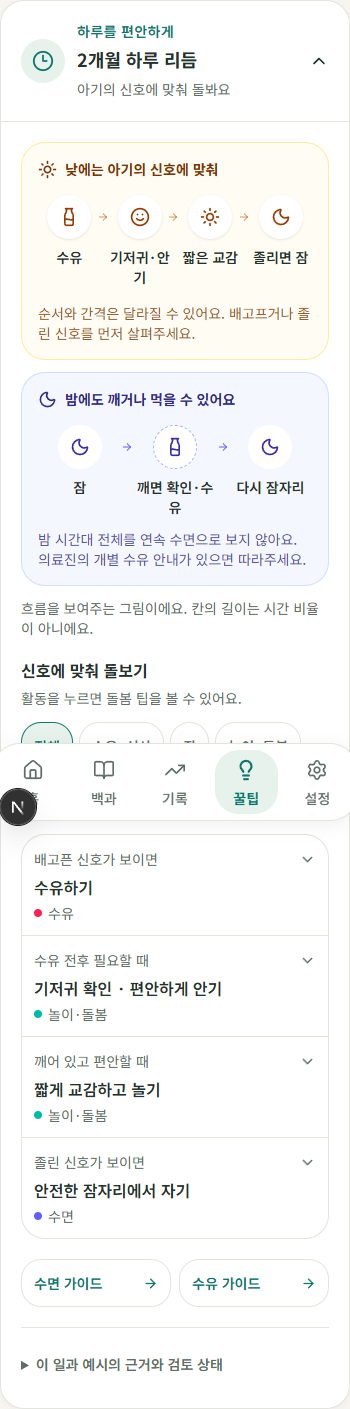 하루를 편안하게
2개월 하루 리듬
아기의 신호에 맞춰 돌봐요
낮에는 아기의 신호에 맞춰
수유
기저귀·안
기
짧은 교감
졸리면 잠
순서와 간격은 달라질 수 있어요. 배고프거나 졸
린 신호를 먼저 살펴주세요.
밤에도 깨거나 먹을 수 있어요
잠
깨면 확인·수
유
다시 잠자리
밤 시간대 전체를 연속 수면으로 보지 않아요.
의료진의 개별 수유 안내가 있으면 따라주세요.
흐름을 보여주는 그림이에요. 칸의 길이는 시간 비율
이 아니에요.
신호에 맞춰 돌보기
활동을 누르면 돌봄 팁을 볼 수 있어요.
백과
기록
꿀팁
설정
N
배고픈 신호가 보이면
수유하기
수유
수유 전후 필요할 때
기저귀 확인 · 편안하게 안기
놀이·돌봄
깨어 있고 편안할 때
짧게 교감하고 놀기
놀이·돌봄
졸린 신호가 보이면
안전한 잠자리에서 자기
수면
수면 가이드
수유 가이드
이 일과 예시의 근거와 검토 상태